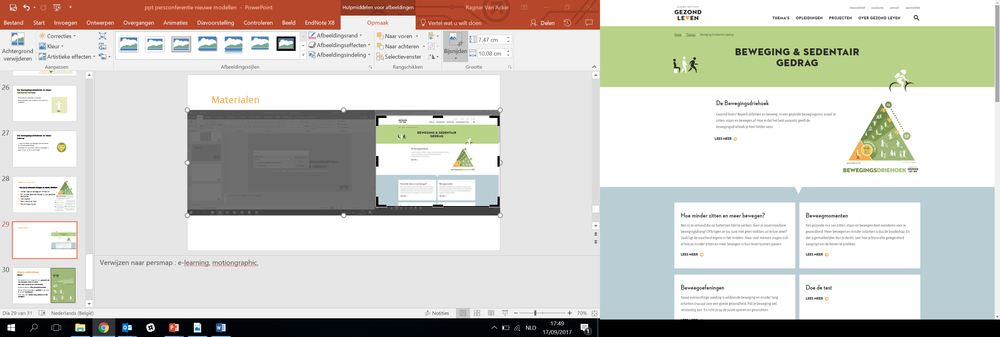 ppt persconferentie nieuwe modellen - PowerPoint
Hulpmiddelen voor afbeeldingen
Ragnar Van Acker
Bestand Start Invoegen Ontwerpen Overgangen Animaties Diavoorstelling Controleren Beeld EndNote X8 Opmaak Vertel wat u wilt doen Delen
Achtergrond verwijderen
Correcties
Kleur
Artistieke effecten
Aanpassen
Afbeeldingsrand
Afbeeldingseffecten
Afbeeldingsindeling
Afbeeldingsstijlen
Naar voren
Naar achteren
Selectievenster
Rangschikken
Bijsnijden
7,47 cm
10,08 cm
Grootte
26
De bewegingsdriehoek in kleur
27
De bewegingsdriehoek in kleur
28
Gezond Leven tips
29
Materialen
30
Materialen
GEZOND
LEVEN
THEMA'S OPLEIDINGEN PROJECTEN OVER GEZOND LEVEN
BEWEGING & SEDENTAIR
GEDRAG
De Bewegingsdriehoek
LEES MEER
BEWEGINGSDRIEHOEK
Hoe minder zitten en meer bewegen?
Beweegmomenten
Verwijzen naar persmap : e-learning, motiongraphic,
Dia 29 van 31 Nederlands (België) Notities 70%
NLD
17:49
17/09/2017
1
VLAAMS INSTITUUT
GEZOND
LEVEN
nieuwsbrief vacatures contact aanmelden
THEMA'S OPLEIDINGEN PROJECTEN OVER GEZOND LEVEN
Home Thema's Beweging & sedentair gedrag
BEWEGING & SEDENTAIR
GEDRAG
De Bewegingsdriehoek
Gezond leven? Beperk stilzitten en beweeg. In een gezonde bewegingsmix wissel je
zitten, staan en bewegen af. Hoe je dat het best aanpakt, geeft de
bewegingsdriehoek je heel helder weer.
LEES MEER
ELKE STAP TELT
gezondleven.be
BEWEGINGSDRIEHOEK
GEZOND
LEVEN
Hoe minder zitten en meer bewegen?
Ben jij zo iemand die op batterijen lijkt te werken, door je onvermoeibare
bewegingsdrang? Of krijgen ze jou juist met geen stokken uit je luie zetel?
Vaak ligt de waarheid ergens in het midden. Maar veel mensen vragen zich
af hoe ze minder zitten en meer bewegen in hun leven kunnen passen.
LEES MEER
Beweegmomenten
Een gezonde mix van zitten, staan en bewegen doet wonderen voor je
gezondheid. Meer bewegen en minder stilzitten is dus de boodschap. En
dat is gemakkelijker dan je denkt. Leer hoe je bijna elke gelegenheid
aangrijpt om de benen te strekken
LEES MEER
Beweegoefeningen
Naast evenwichtige voeding is voldoende beweging en minder lang
stilzitten cruciaal voor een goede gezondheid. Pak je beweging wel
verstandig aan. En richt je op de juiste spieren en gewrichten.
Doe de test
LEES MEER